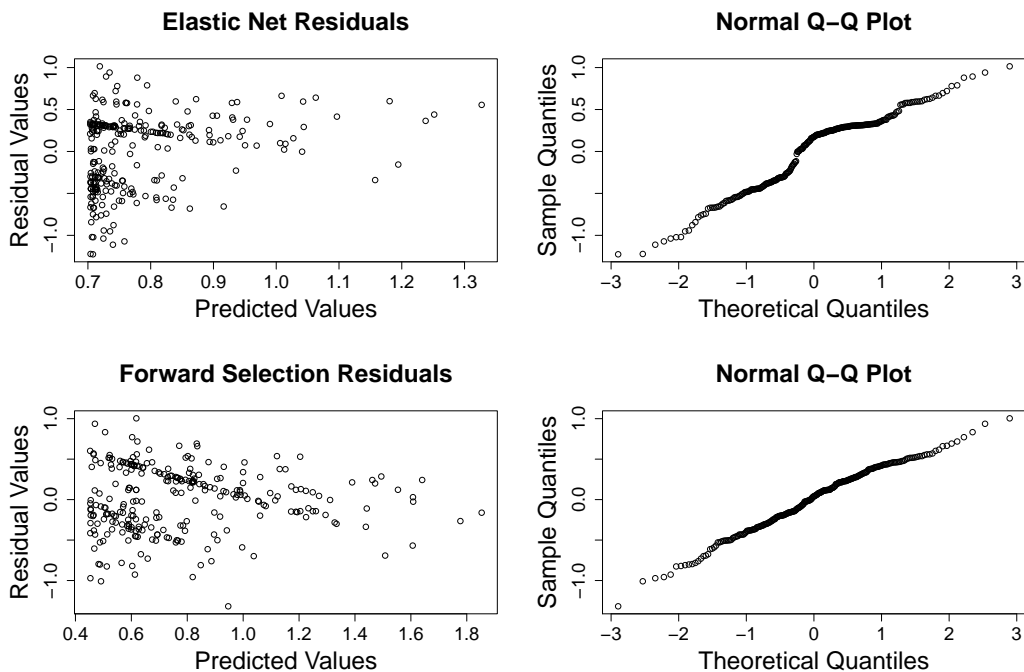 Elastic Net Residuals
Residual Values
1.0
0.5
0.0
−1.0
0.7 0.8 0.9 1.0 1.1 1.2 1.3
Predicted Values
Normal Q−Q Plot
Sample Quantiles
1.0
0.5
0.0
−1.0
−3 −2 −1 0 1 2 3
Theoretical Quantiles
Forward Selection Residuals
Residual Values
1.0
0.0
−1.0
0.4 0.6 0.8 1.0 1.2 1.4 1.6 1.8
Predicted Values
Normal Q−Q Plot
Sample Quantiles
1.0
0.0
−1.0
−3 −2 −1 0 1 2 3
Theoretical Quantiles